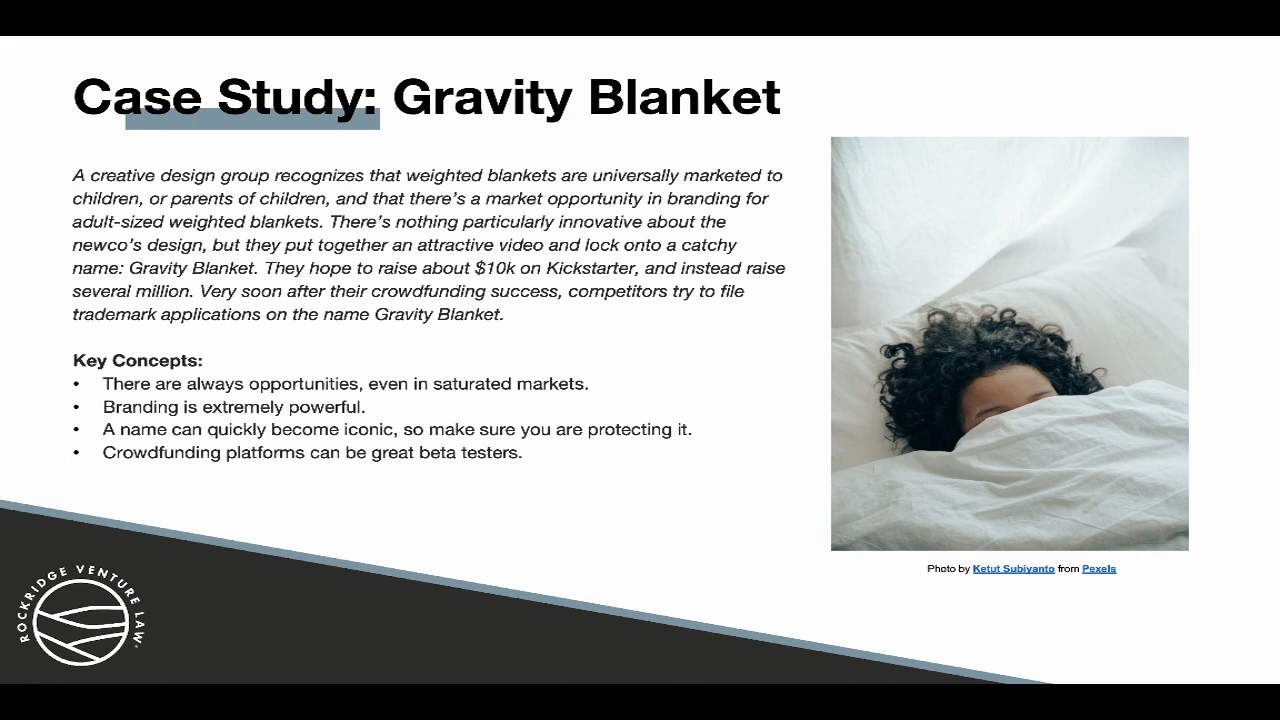 Case Study: Gravity Blanket
A creative design group recognizes that weighted blankets are universally marketed to
children, or parents of children, and that there's a market opportunity in branding for
adult-sized weighted blankets. There's nothing particularly innovative about the
newco's design, but they put together an attractive video and lock onto a catchy
name: Gravity Blanket. They hope to raise about $10k on Kickstarter, and instead raise
several million. Very soon after their crowdfunding success, competitors try to file
trademark applications on the name Gravity Blanket.
Key Concepts:
• There are always opportunities, even in saturated markets.
• Branding is extremely powerful.
• A name can quickly become iconic, so make sure you are protecting it.
• Crowdfunding platforms can be great beta testers.
Photo by Ketut Subiyanto from Pexels
ROCKRIDGE VENTURE LAW